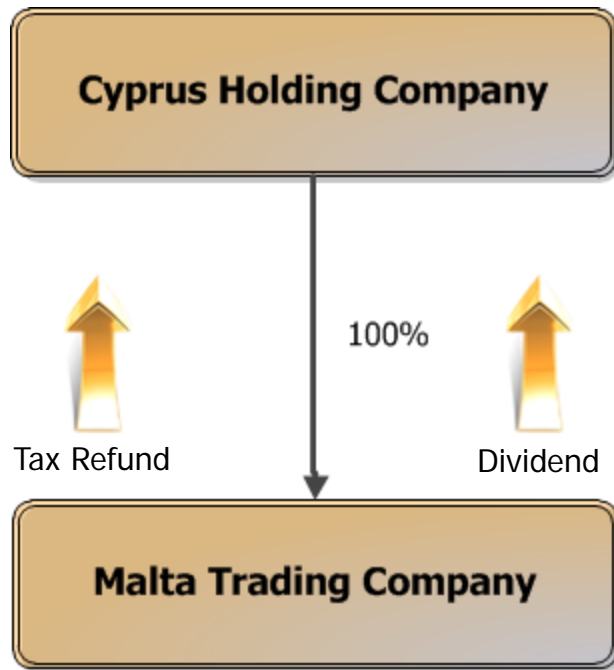 Cyprus Holding Company
100%
Tax Refund
Dividend
Malta Trading Company